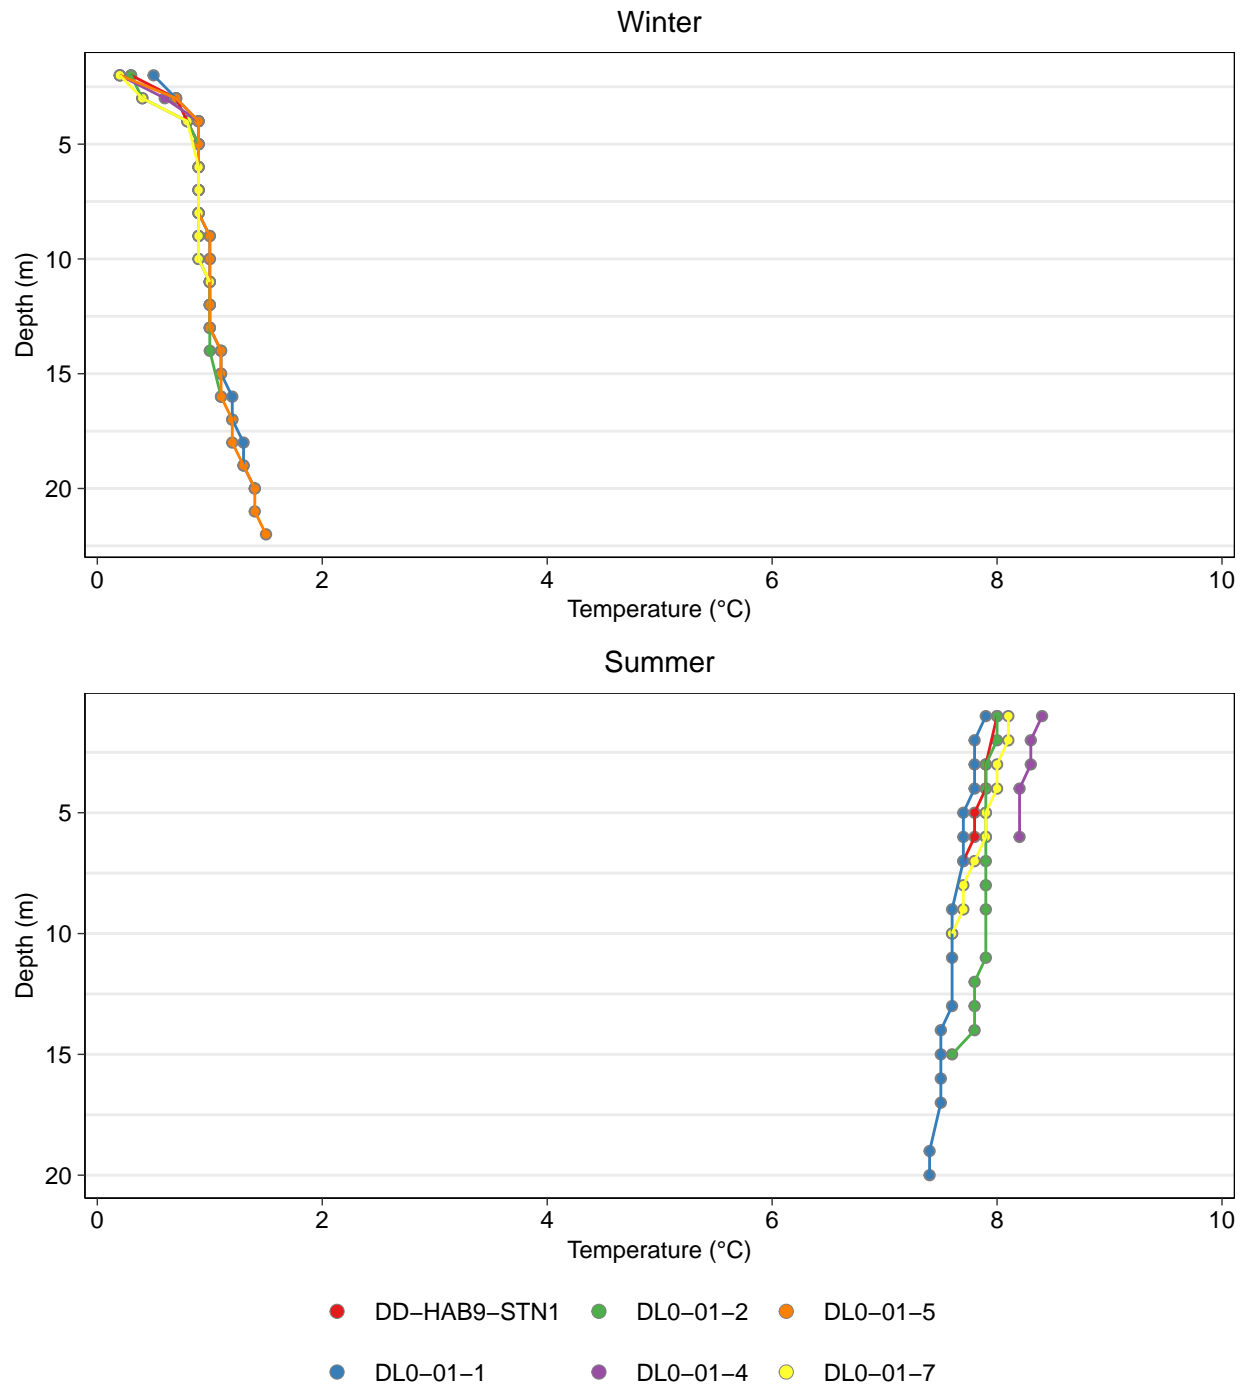 Winter
5
10
15
20
Depth (m)
0 2 4 6 8 10
Temperature (°C)
Summer
5
10
15
20
Depth (m)
0 2 4 6 8 10
Temperature (°C)
DD−HAB9−STN1 DL0−01−2 DL0−01−5
DL0−01−1 DL0−01−4 DL0−01−7